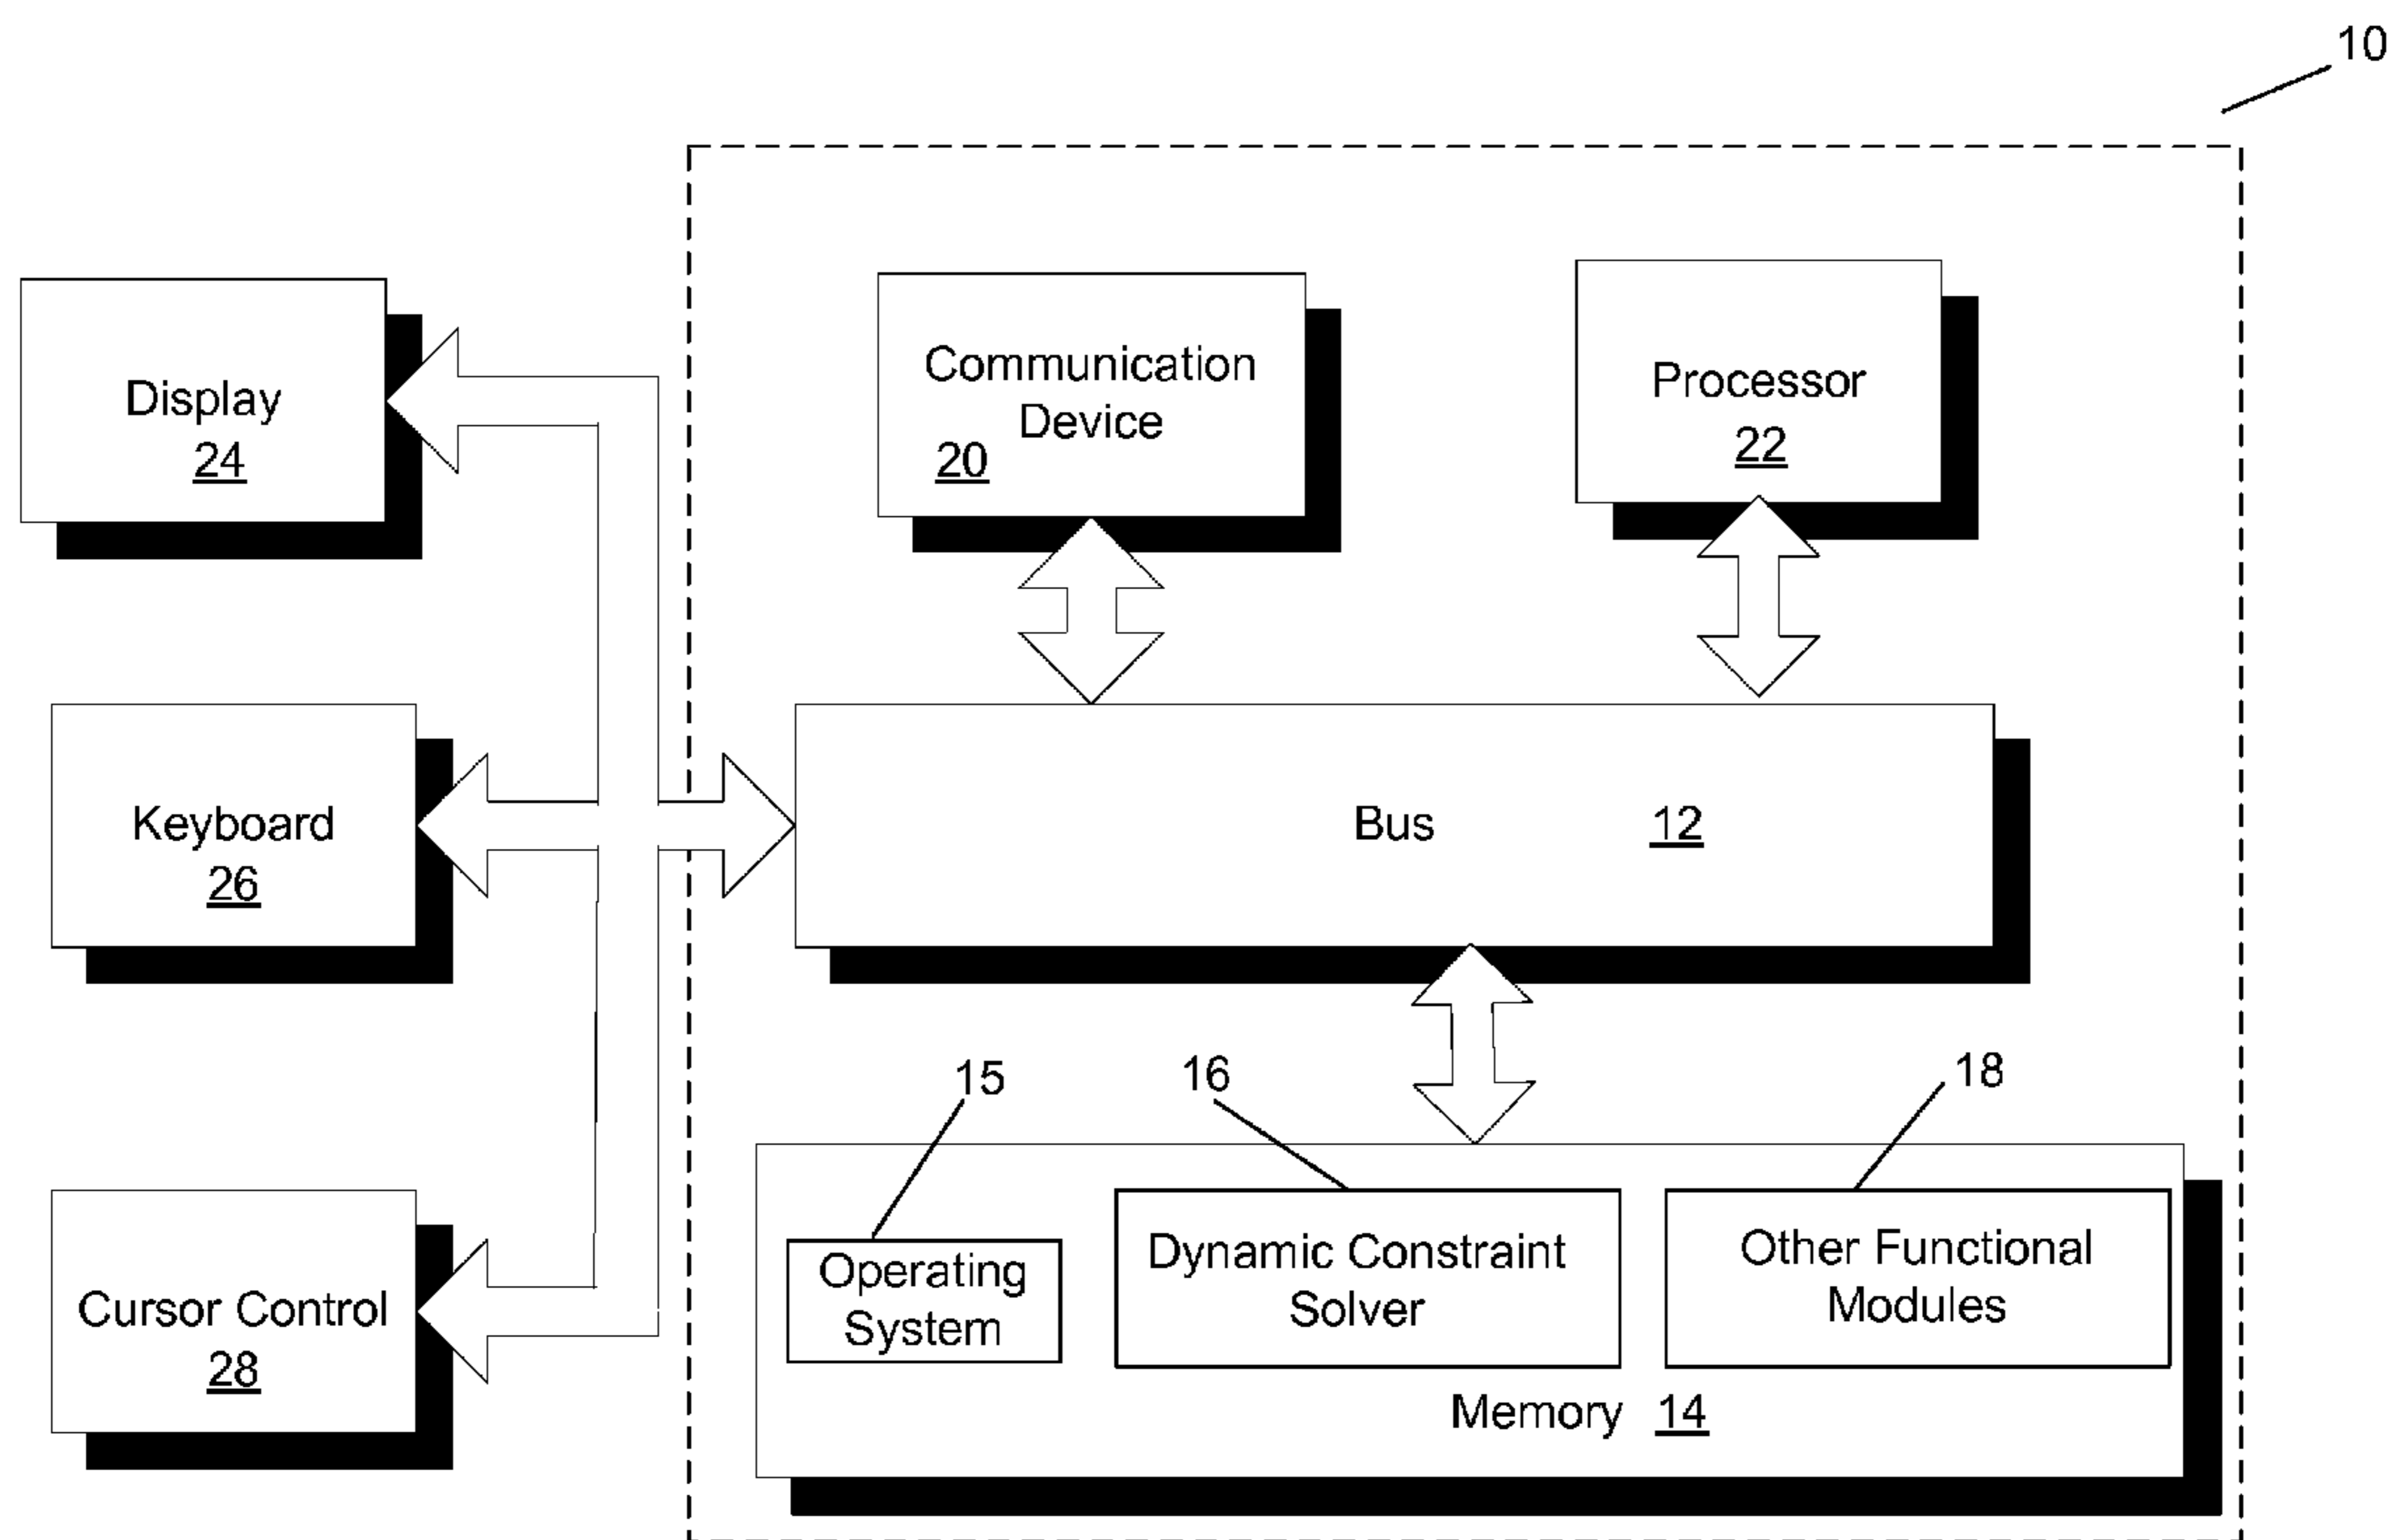 10
Communication
Device
20
Processor
22
Display
24
Keyboard
26
Bus 12
15
16
18
Operating
System
Dynamic Constraint
Solver
Other Functional
Modules
Cursor Control
28
Memory 14